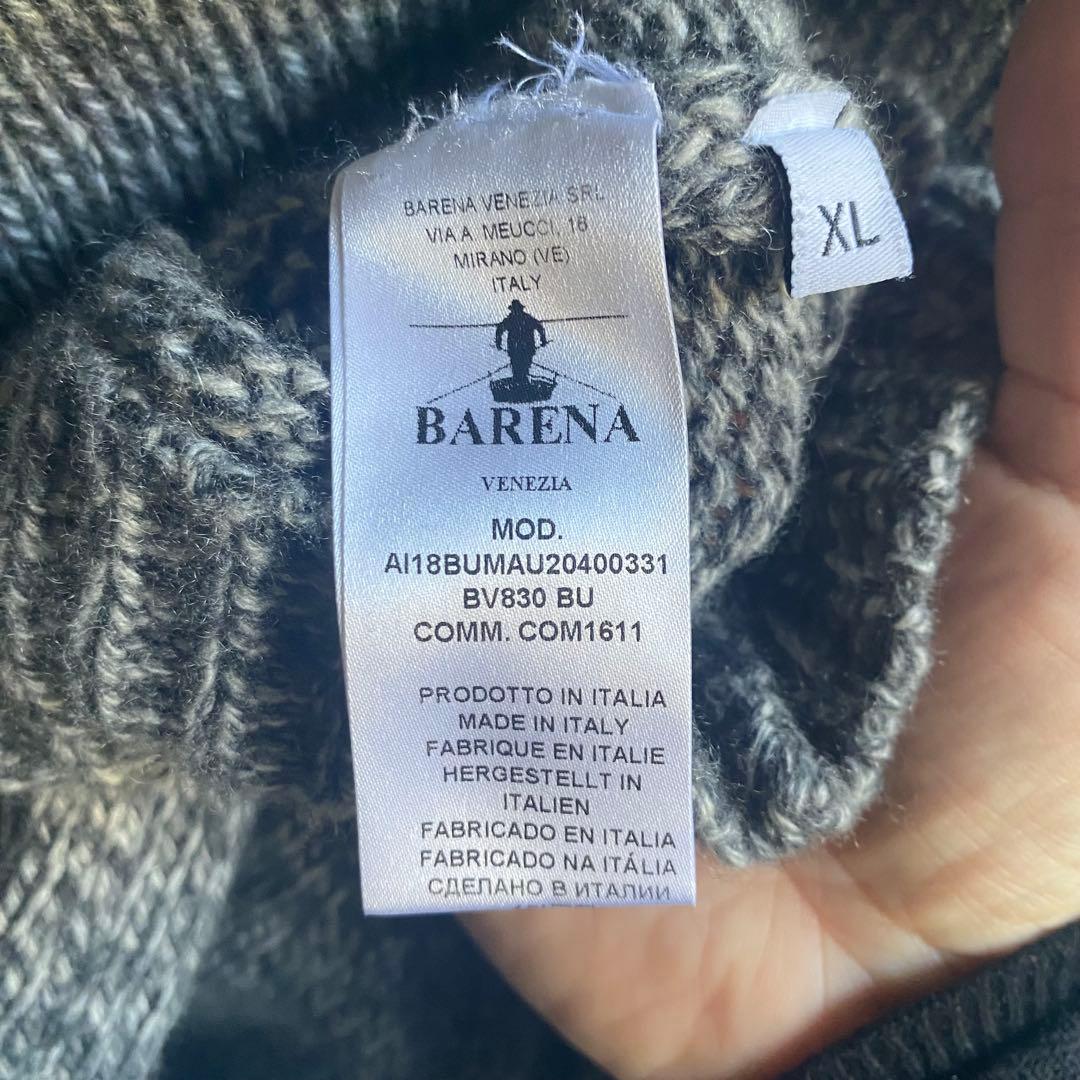 BARENA VENEZIA SRL
VIA A MEUCCI, 18
MIRANO (VE)
ITALY
BARENA
VENEZIA
MOD.
AI18BUMAU20400331
BV830 BU
COMM. COM1611
PRODOTTO IN ITALIA
MADE IN ITALY
FABRIQUE EN ITALIE
HERGESTELLT IN
ITALIEN
FABRICADO EN ITALIA
FABRICADO NA ITÁLIA
СДЕЛАНО В ИТАЛИИ
XL